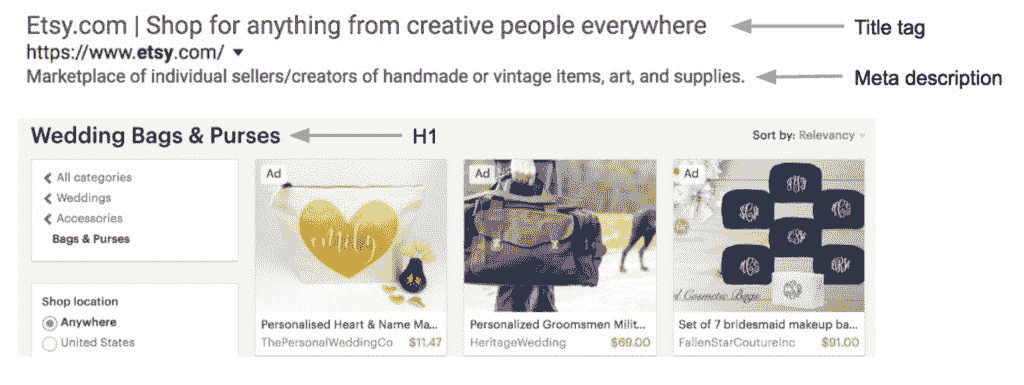 Etsy.com | Shop for anything from creative people everywhere
Title tag
https://www.etsy.com/
Marketplace of individual sellers/creators of handmade or vintage items, art, and supplies.
Meta description
Wedding Bags & Purses
H1
Sort by: Relevancy
All categories
Weddings
Accessories
Bags & Purses
Shop location
Anywhere
United States
Ad
Personalised Heart & Name Ma...
ThePersonalWeddingCo $11.47
Ad
Personalized Groomsmen Milit...
HeritageWedding $69.00
Ad
Cosmetic Bags
Set of 7 bridesmaid makeup ba...
FallenStarCoutureInc $91.00